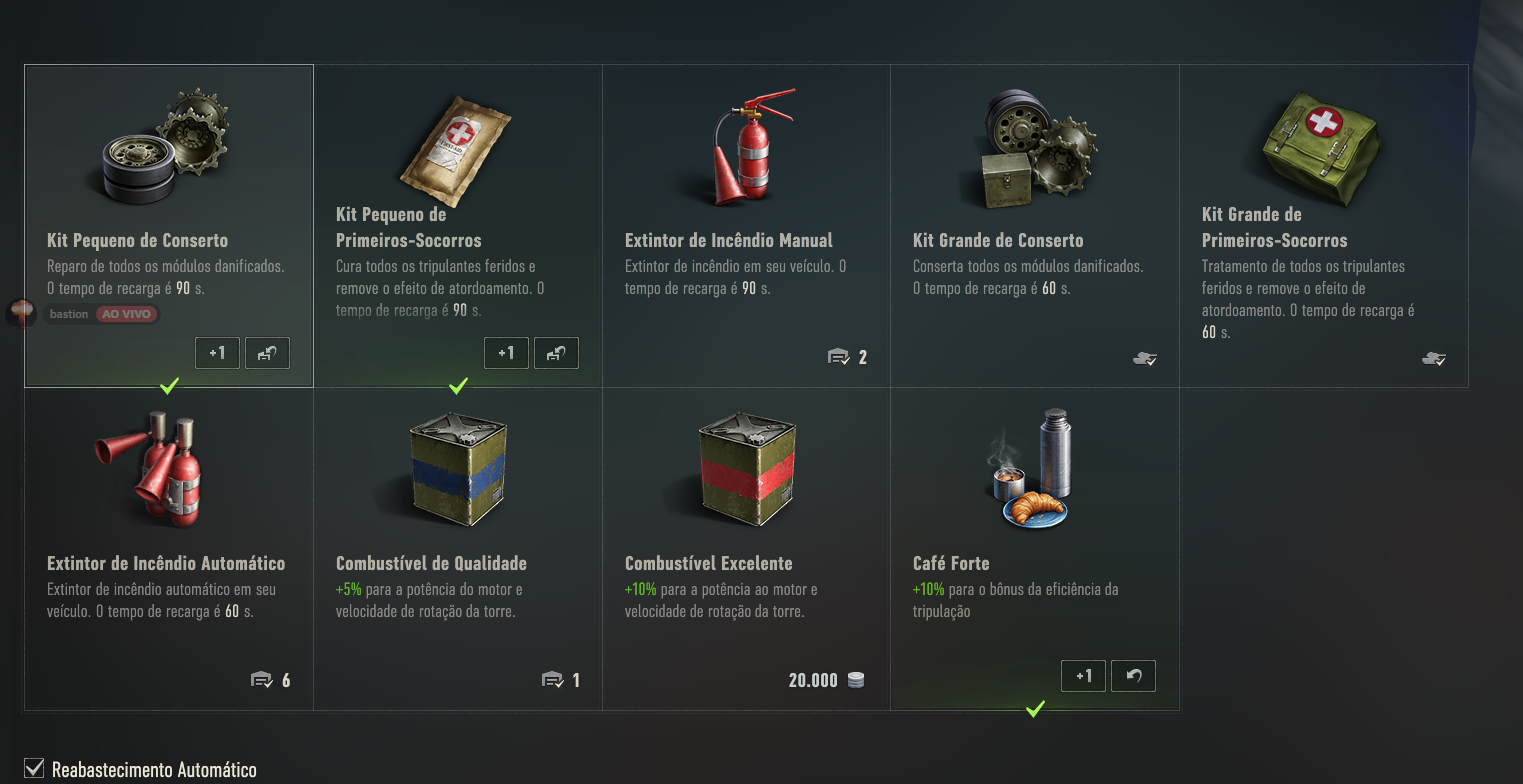 Kit Pequeno de Conserto
Reparo de todos os módulos danificados.
O tempo de recarga é 90 s.
bastion AO VIVO
+1
FIRST-AID
Kit Pequeno de
Primeiros-Socorros
Cura todos os tripulantes feridos e
remove o efeito de atordoamento. O
tempo de recarga é 90 s.
+1
Extintor de Incêndio Manual
Extintor de incêndio em seu veículo. O
tempo de recarga é 90 s.
2
Kit Grande de Conserto
Conserta todos os módulos danificados.
O tempo de recarga é 60 s.
Kit Grande de
Primeiros-Socorros
Tratamento de todos os tripulantes
feridos e remove o efeito de
atordoamento. O tempo de recarga é
60 s.
Extintor de Incêndio Automático
Extintor de incêndio automático em seu
veículo. O tempo de recarga é 60 s.
6
Combustível de Qualidade
+5% para a potência do motor e
velocidade de rotação da torre.
1
Combustível Excelente
+10% para a potência ao motor e
velocidade de rotação da torre.
20.000
Café Forte
+10% para o bônus da eficiência da
tripulação
+1
Reabastecimento Automático